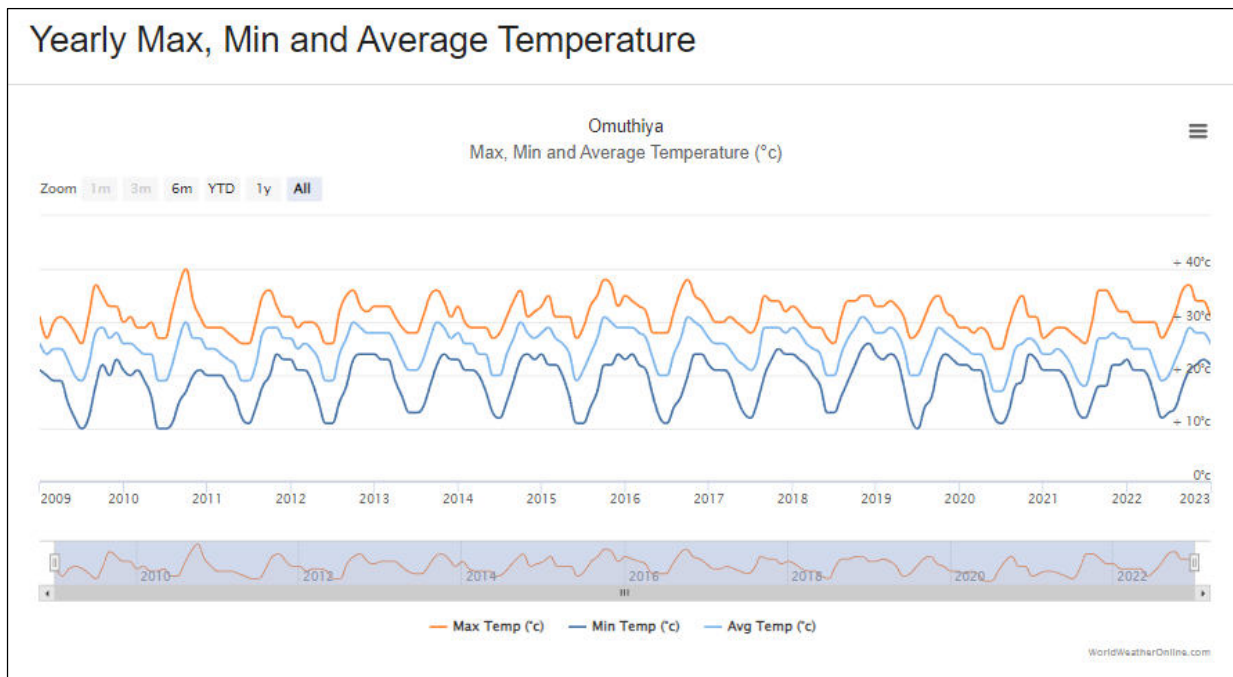 Yearly Max, Min and Average Temperature
Omuthiya
Max, Min and Average Temperature (°c)
Zoom 1m 3m 6m YTD 1y All
+ 40°c
+ 30°c
+ 20°c
+ 10°c
0°c
2009 2010 2011 2012 2013 2014 2015 2016 2017 2018 2019 2020 2021 2022 2023
2010 2012 2014 2016 2018 2020 2022
Max Temp (°c) Min Temp (°c) Avg Temp (°c)
WorldWeatherOnline.com